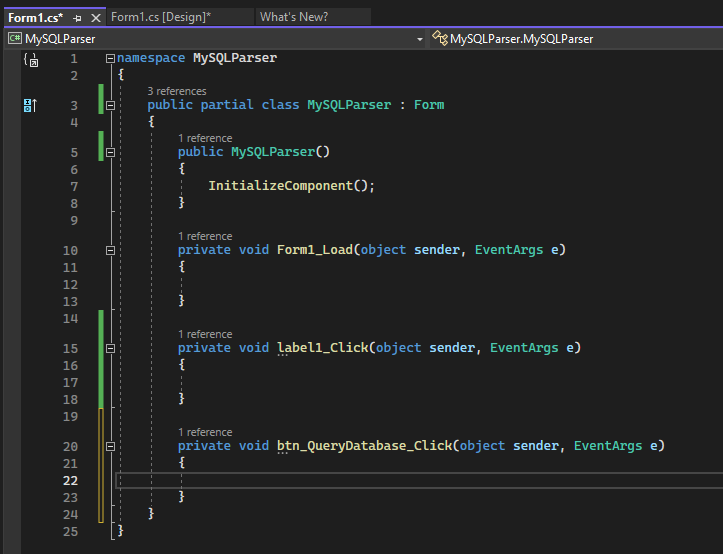 Form1.cs* Form1.cs [Design]* What's New?
C# MySQLParser MySQLParser.MySQLParser
1 namespace MySQLParser
2 {
3 references
3 public partial class MySQLParser : Form
4 {
1 reference
5 public MySQLParser()
6 {
7 InitializeComponent();
8 }
9
1 reference
10 private void Form1_Load(object sender, EventArgs e)
11 {
12
13 }
14
1 reference
15 private void label1_Click(object sender, EventArgs e)
16 {
17
18 }
19
1 reference
20 private void btn_QueryDatabase_Click(object sender, EventArgs e)
21 {
22
23 }
24 }
25 }